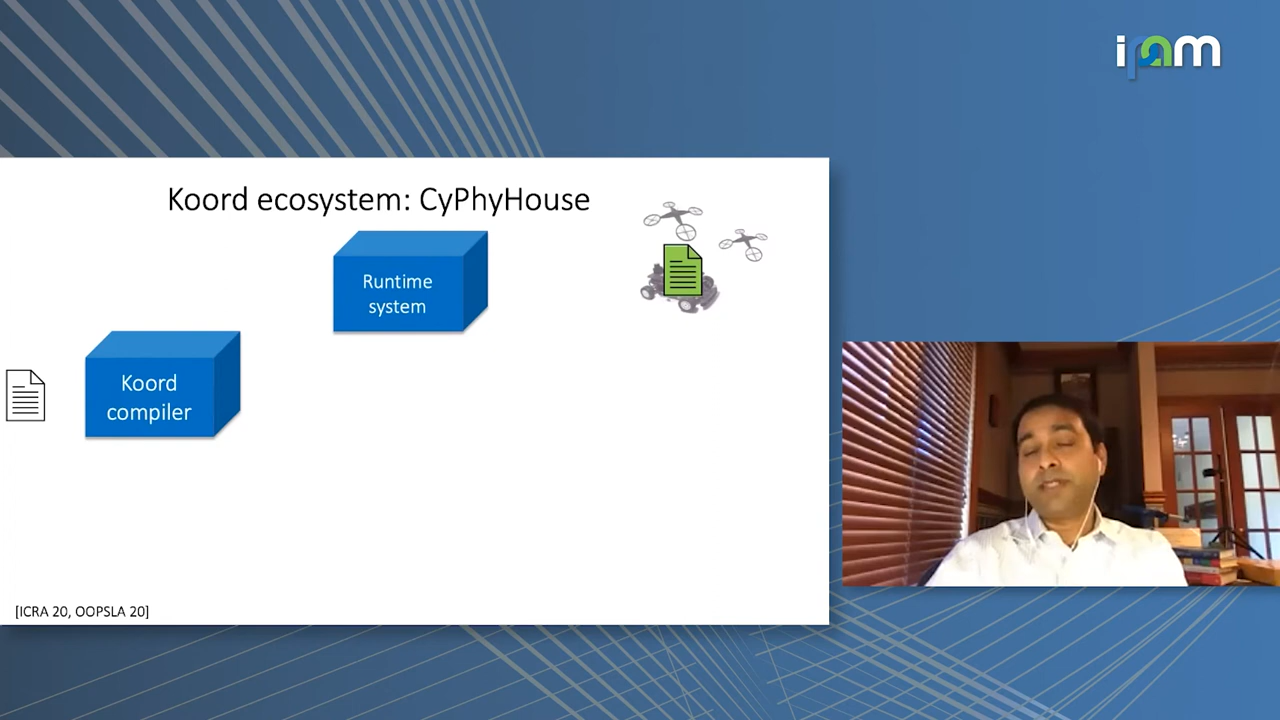 ipam
Koord ecosystem: CyPhyHouse
Runtime
system
Koord
compiler
[ICRA 20, OOPSLA 20]